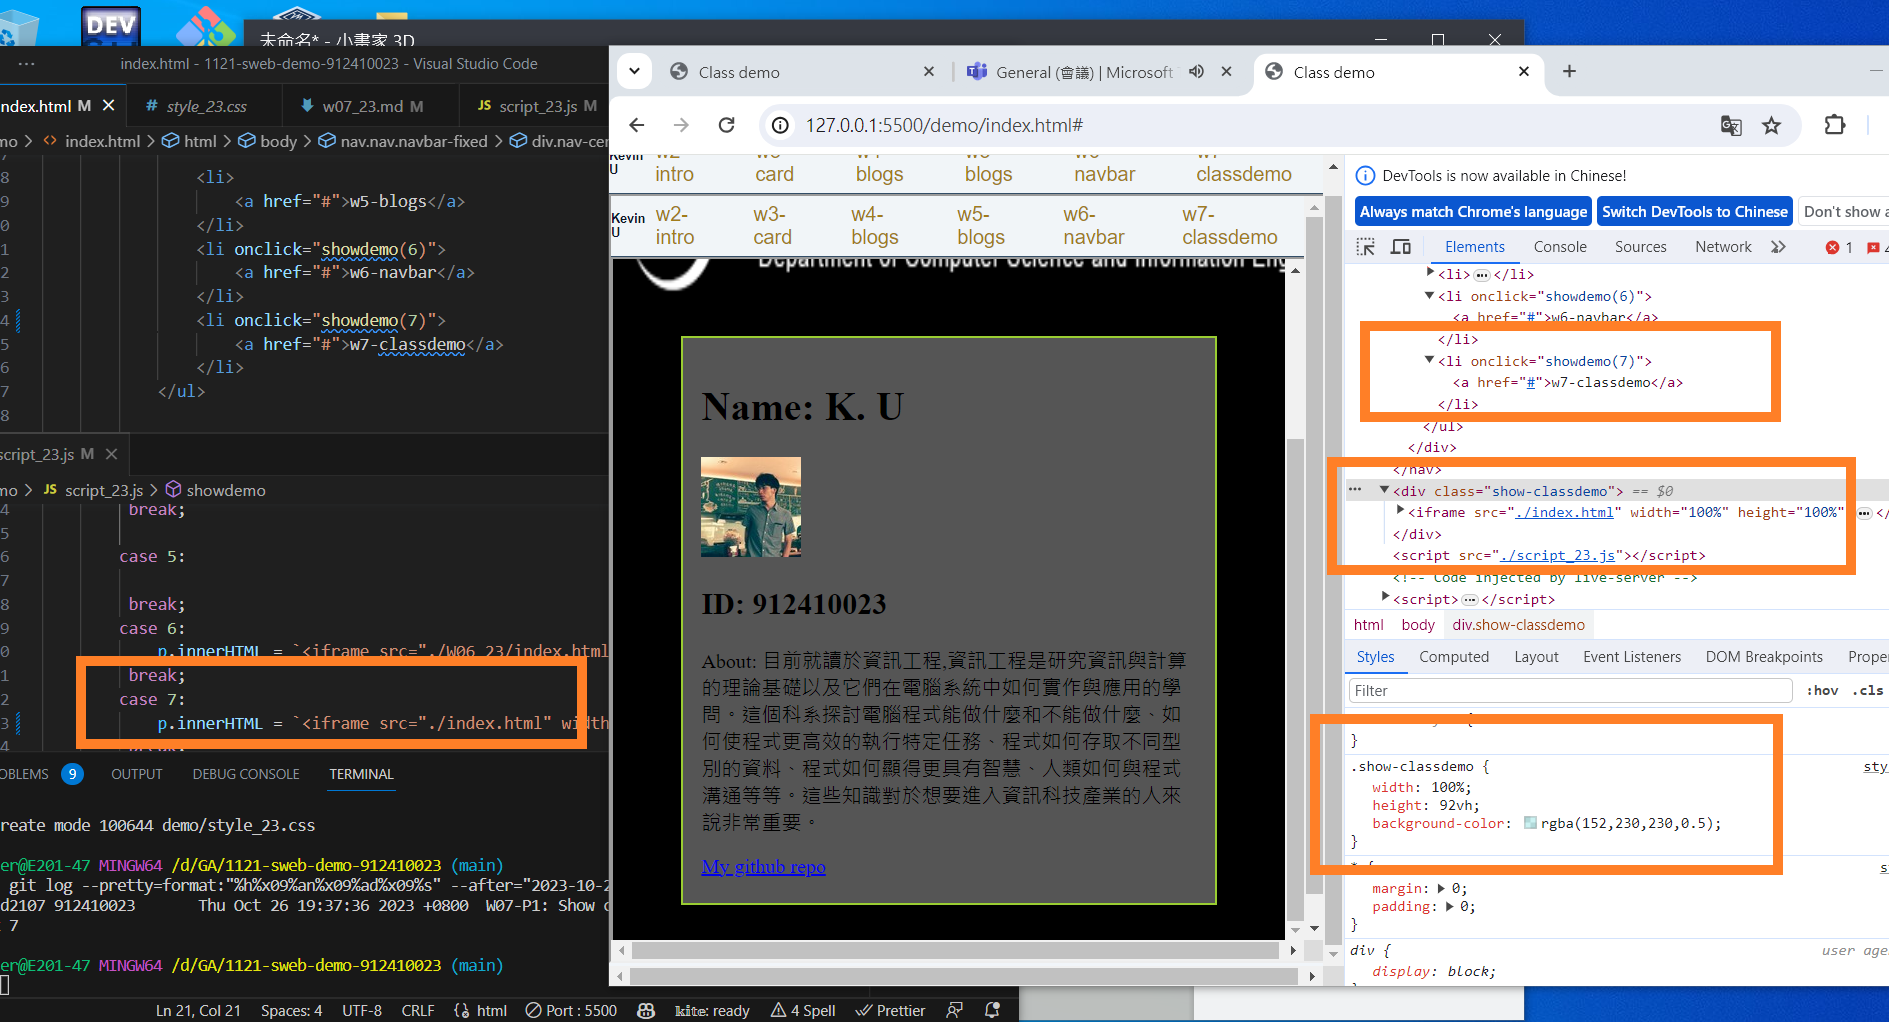 DEV
未命名* - 小畫家 3D
index.html - 1121-sweb-demo-912410023 - Visual Studio Code
ndex.html M
# style_23.css
w07_23.md M
JS script_23.js M
mo > <> index.html > html > body > nav.nav.navbar-fixed > div.nav-cer
8 <li>
9 <a href="#">w5-blogs</a>
0 </li>
1 <li onclick="showdemo(6)">
2 <a href="#">w6-navbar</a>
3 </li>
4 <li onclick="showdemo(7)">
5 <a href="#">w7-classdemo</a>
6 </li>
7 </ul>
8
script_23.js M
mo > JS script_23.js > showdemo
4 break;
5
6 case 5:
7
8 break;
9 case 6:
0 p.innerHTML = `<iframe src="./W06_23/index.html
1 break;
2 case 7:
3 p.innerHTML = `<iframe src="./index.html" width
4 break;
OBLEMS 9 OUTPUT DEBUG CONSOLE TERMINAL
reate mode 100644 demo/style_23.css
er@E201-47 MINGW64 /d/GA/1121-sweb-demo-912410023 (main)
git log --pretty=format:"%h%x09%an%x09%ad%x09%s" --after="2023-10-2
d2107 912410023 Thu Oct 26 19:37:36 2023 +0800 W07-P1: Show c
7
er@E201-47 MINGW64 /d/GA/1121-sweb-demo-912410023 (main)
Ln 21, Col 21 Spaces: 4 UTF-8 CRLF html Port : 5500 kite: ready 4 Spell Prettier
Class demo
General (會議) | Microsoft
Class demo
127.0.0.1:5500/demo/index.html#
Kevin U
w2-intro
w3-card
w4-blogs
w5-blogs
w6-navbar
w7-classdemo
Kevin U
w2-intro
w3-card
w4-blogs
w5-blogs
w6-navbar
w7-classdemo
Department of Computer Science and Information Eng
Name: K. U
ID: 912410023
About: 目前就讀於資訊工程,資訊工程是研究資訊與計算
的理論基礎以及它們在電腦系統中如何實作與應用的學
問。這個科系探討電腦程式能做什麼和不能做什麼、如
何使程式更高效的執行特定任務、程式如何存取不同型
別的資料、程式如何顯得更具有智慧、人類如何與程式
溝通等等。這些知識對於想要進入資訊科技產業的人來
說非常重要。
My github repo
DevTools is now available in Chinese!
Always match Chrome's language
Switch DevTools to Chinese
Don't show a
Elements Console Sources Network 1 4
<li> ... </li>
<li onclick="showdemo(6)">
<a href="#">w6-navbar</a>
</li>
<li onclick="showdemo(7)">
<a href="#">w7-classdemo</a>
</li>
</ul>
</div>
</nav>
... <div class="show-classdemo"> == $0
<iframe src="./index.html" width="100%" height="100%" ... </
</div>
<script src="./script_23.js"></script>
<!-- Code injected by live-server -->
<script> ... </script>
html body div.show-classdemo
Styles Computed Layout Event Listeners DOM Breakpoints Proper
Filter :hov .cls
}
.show-classdemo { sty
width: 100%;
height: 92vh;
background-color: rgba(152,230,230,0.5);
}
* { s
margin: 0;
padding: 0;
}
div { user age
display: block;